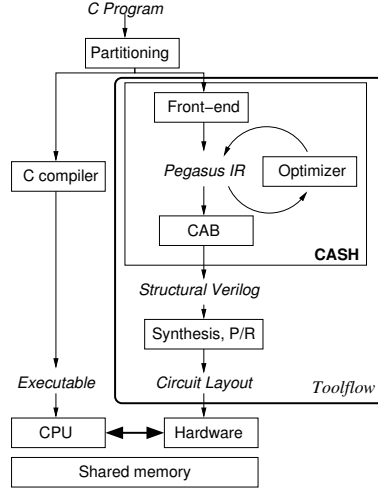 C Program
Partitioning
Front−end
Pegasus IR
Optimizer
C compiler
CAB
CASH
Structural Verilog
Synthesis, P/R
Executable
Circuit Layout
Toolflow
CPU
Hardware
Shared memory